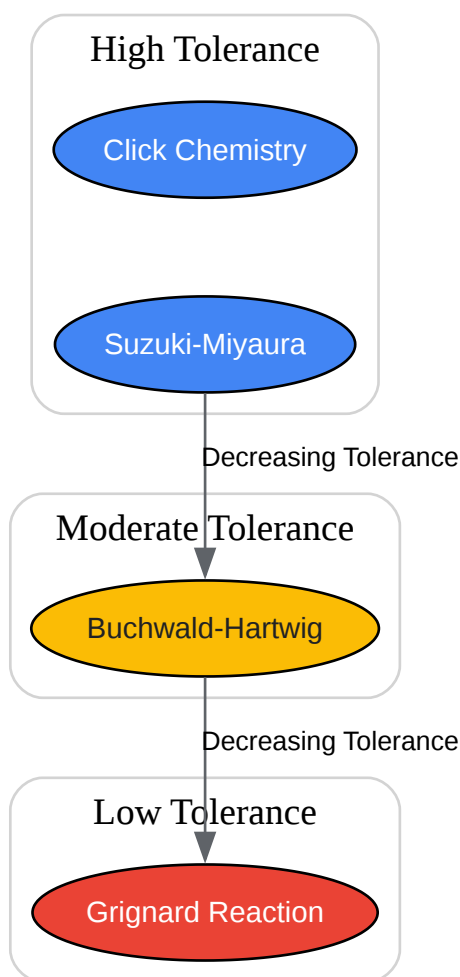 High Tolerance
Click Chemistry
Suzuki-Miyaura
Decreasing Tolerance
Moderate Tolerance
Buchwald-Hartwig
Decreasing Tolerance
Low Tolerance
Grignard Reaction